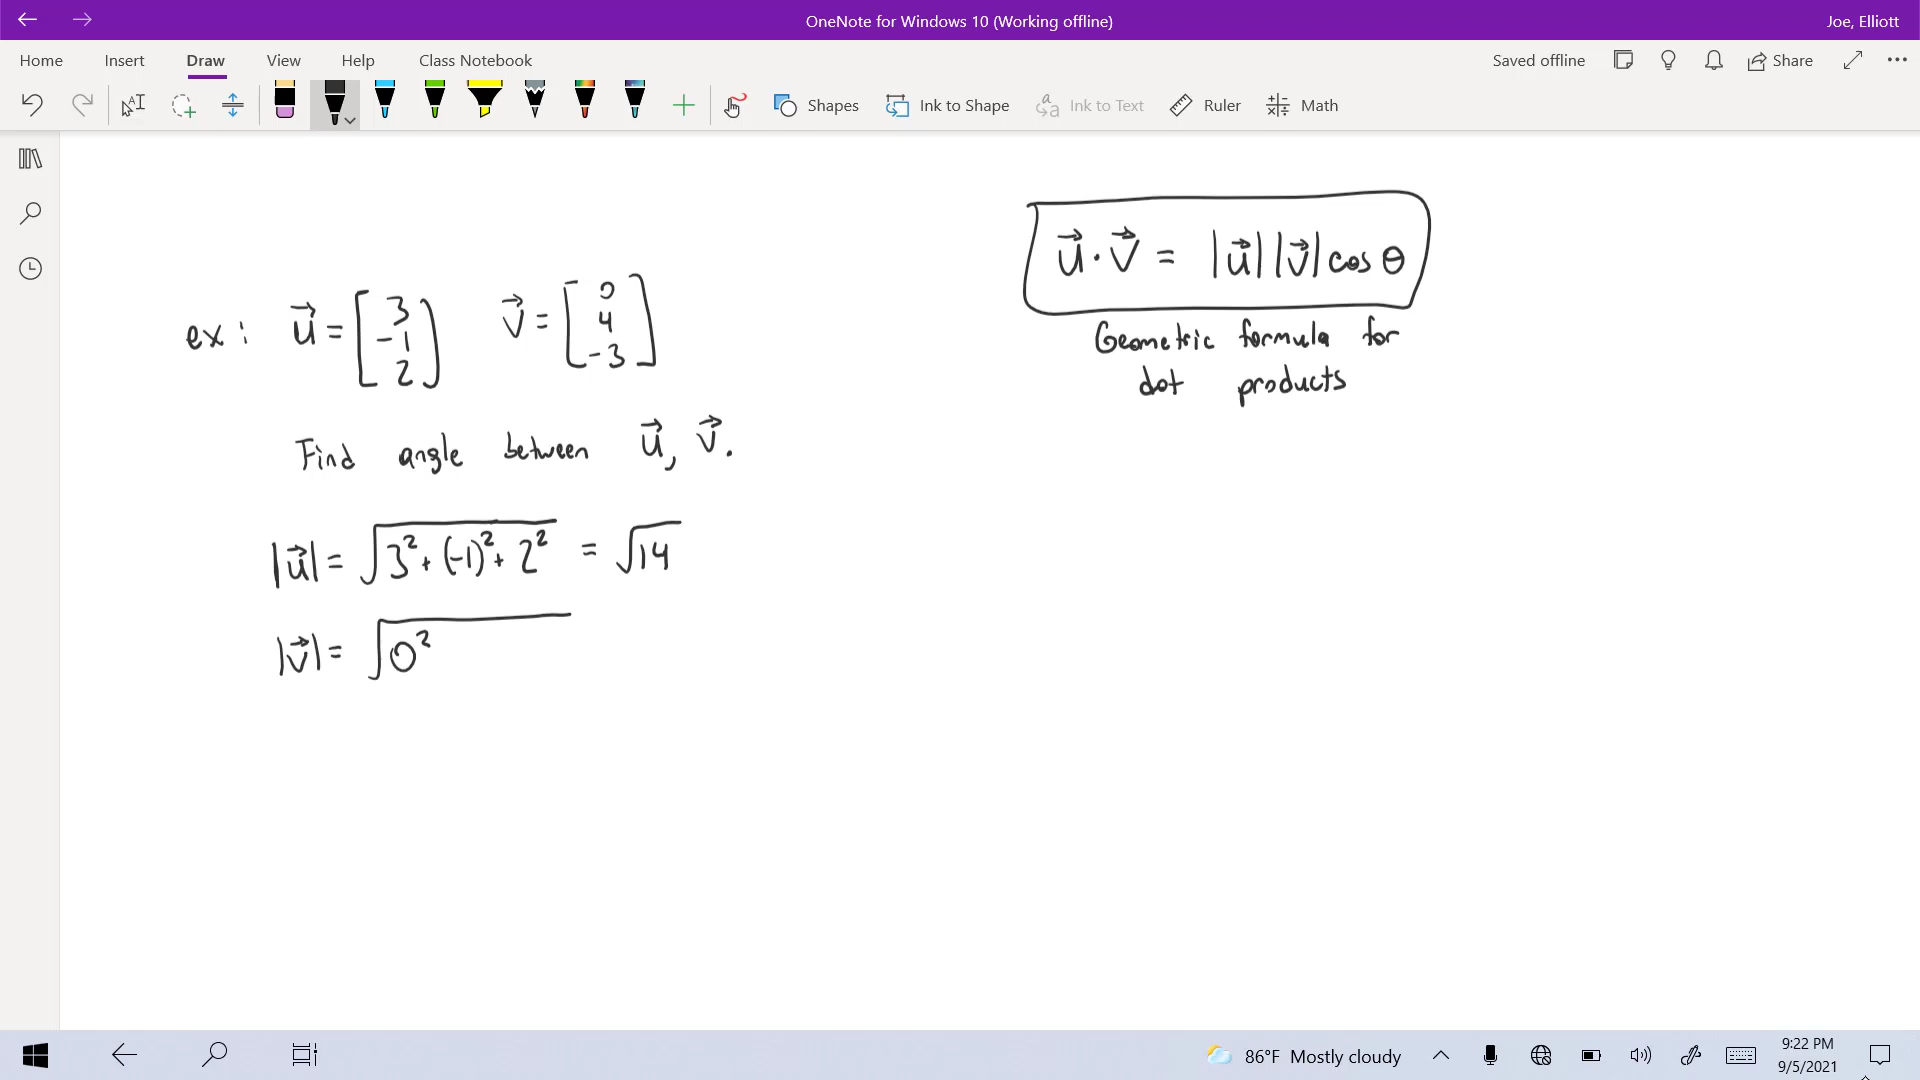 OneNote for Windows 10 (Working offline)
Joe, Elliott
Home Insert Draw View Help Class Notebook
Saved offline
Share
Shapes
Ink to Shape
Ink to Text
Ruler
Math
u⃗ · v⃗ = |u⃗| |v⃗| cos θ
Geometric formula for
dot products
ex: u⃗ = [3 -1 2] v⃗ = [0 4 -3]
Find angle between u⃗, v⃗.
|u⃗| = √(3² + (-1)² + 2²) = √14
|v⃗| = √0²
86°F Mostly cloudy
9:22 PM
9/5/2021